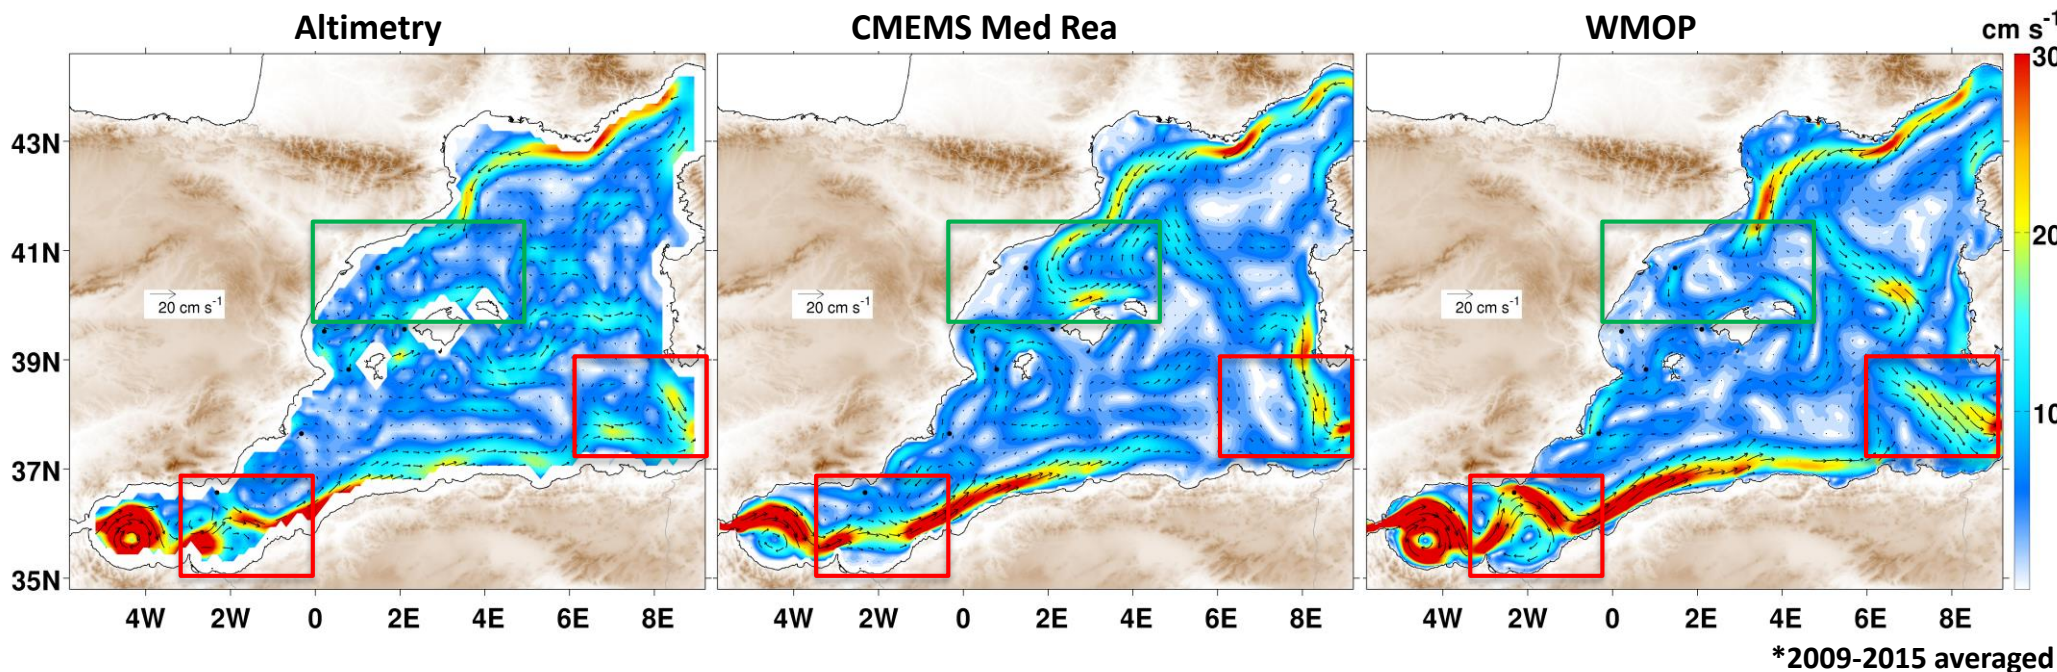 Altimetry
CMEMS Med Rea
WMOP
cm s⁻¹
30
20
10
43N
41N
39N
37N
35N
20 cm s⁻¹
20 cm s⁻¹
20 cm s⁻¹
4W 2W 0 2E 4E 6E 8E
4W 2W 0 2E 4E 6E 8E
4W 2W 0 2E 4E 6E 8E
*2009-2015 averaged